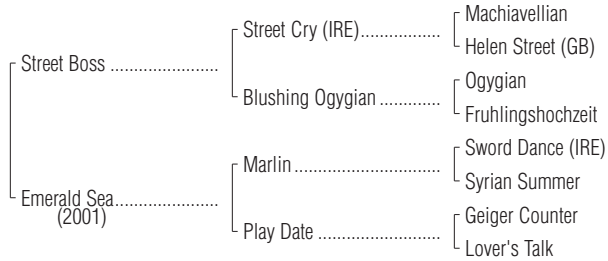 Machiavellian
Street Cry (IRE)..................
Helen Street (GB)
Street Boss ........................
Ogygian
Blushing Ogygian ..............
Fruhlingshochzeit
Sword Dance (IRE)
Marlin .................................
Syrian Summer
Emerald Sea.......................
(2001)
Geiger Counter
Play Date ............................
Lover's Talk